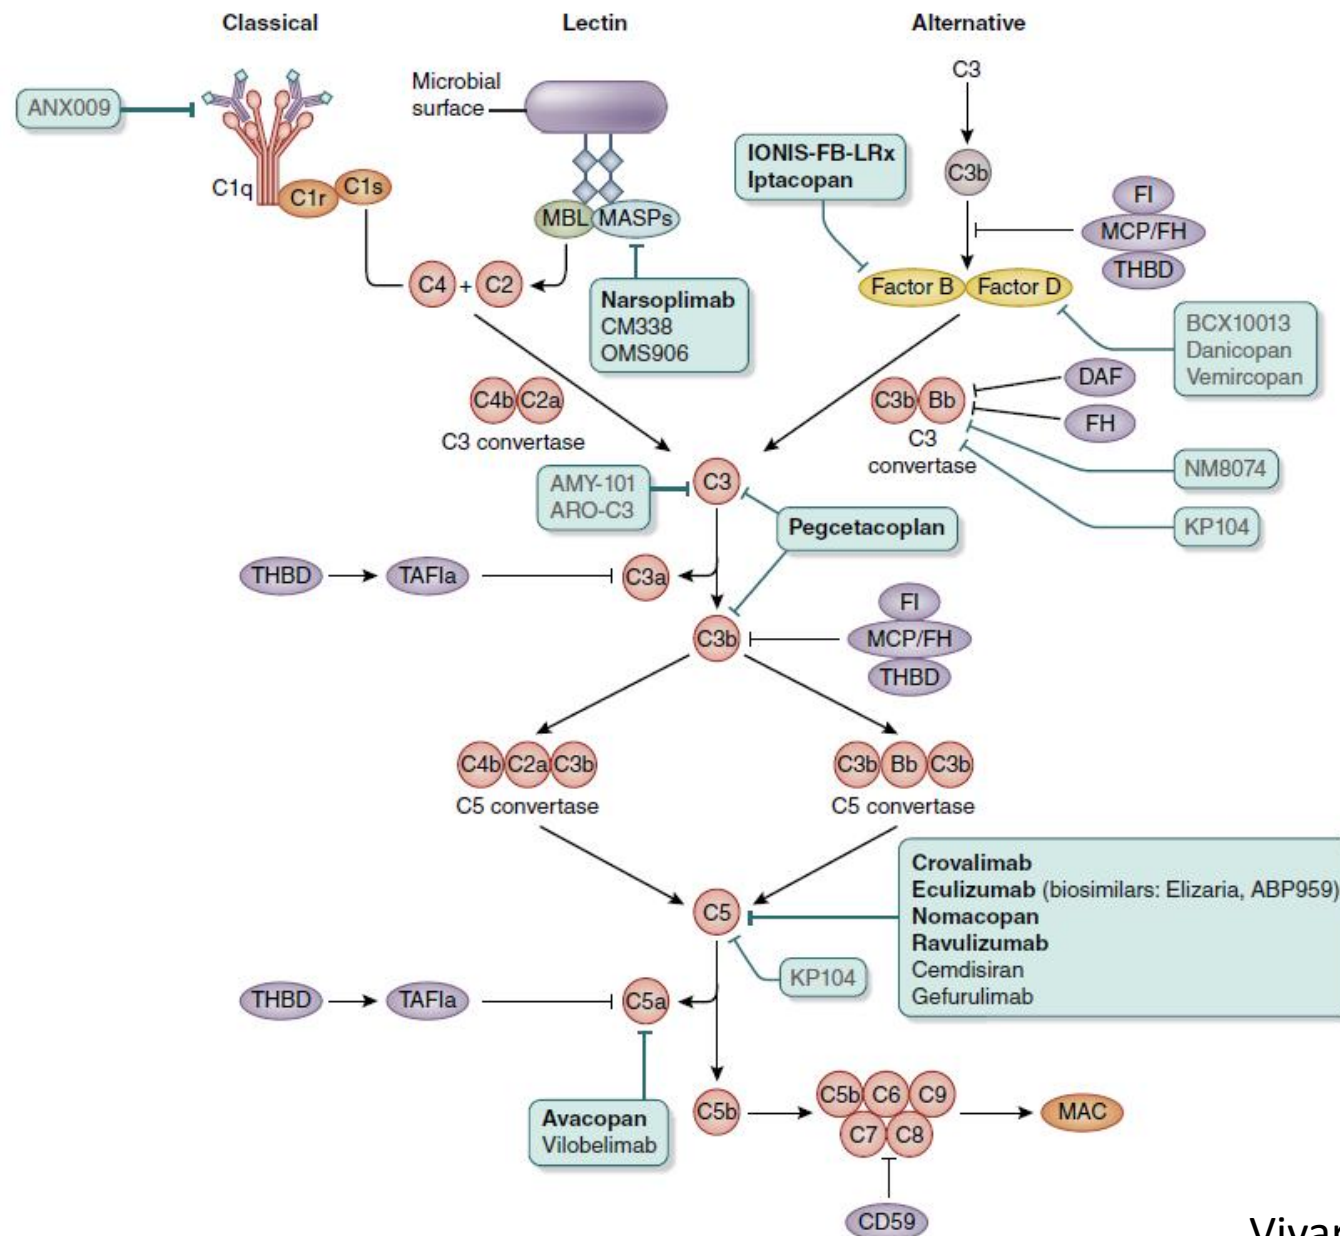 Classical
Lectin
Alternative
ANX009
C1q
C1r
C1s
Microbial
surface
MBL
MASPs
C3
C3b
IONIS-FB-LRx
Iptacopan
FI
MCP/FH
THBD
C4 + C2
Narsoplimab
CM338
OMS906
Factor B
Factor D
BCX10013
Danicopan
Vemircopan
C4b C2a
C3 convertase
C3b Bb
C3
convertase
DAF
FH
NM8074
KP104
AMY-101
ARO-C3
C3
Pegcetacoplan
THBD
TAFIa
C3a
C3b
FI
MCP/FH
THBD
C4b C2a C3b
C5 convertase
C3b Bb C3b
C5 convertase
Crovalimab
Eculizumab (biosimilars: Elizaria, ABP959)
Nomacopan
Ravulizumab
Cemdisiran
Gefurulimab
C5
KP104
THBD
TAFIa
C5a
Avacopan
Vilobelimab
C5b
C5b C6 C9
C7 C8
MAC
CD59